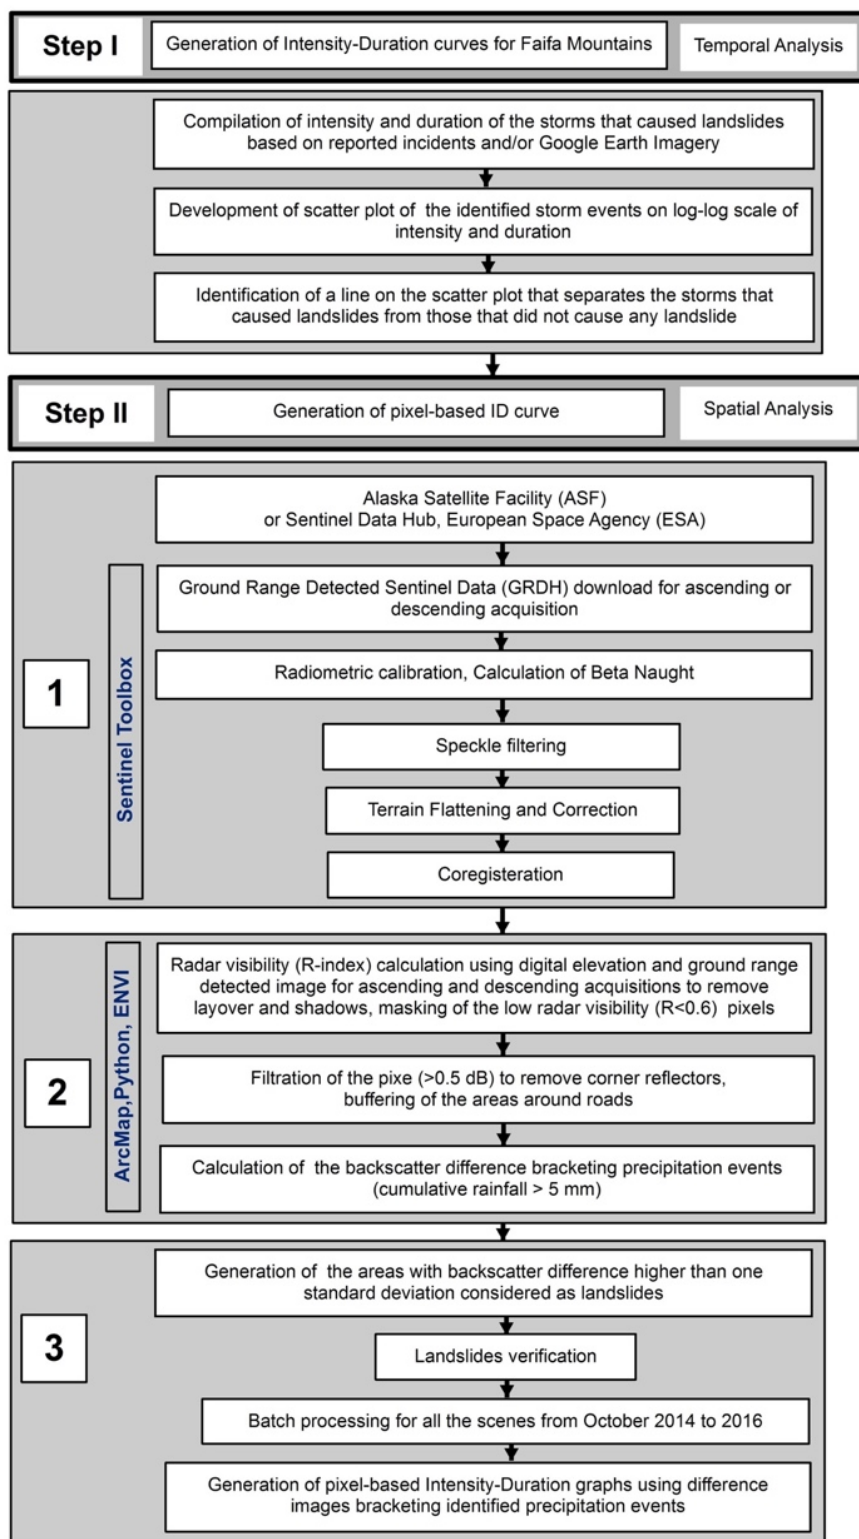 Step I
Generation of Intensity-Duration curves for Faifa Mountains
Temporal Analysis
Compilation of intensity and duration of the storms that caused landslides
based on reported incidents and/or Google Earth Imagery
Development of scatter plot of the identified storm events on log-log scale of
intensity and duration
Identification of a line on the scatter plot that separates the storms that
caused landslides from those that did not cause any landslide
Step II
Generation of pixel-based ID curve
Spatial Analysis
1
Sentinel Toolbox
Alaska Satellite Facility (ASF)
or Sentinel Data Hub, European Space Agency (ESA)
Ground Range Detected Sentinel Data (GRDH) download for ascending or
descending acquisition
Radiometric calibration, Calculation of Beta Naught
Speckle filtering
Terrain Flattening and Correction
Coregisteration
2
ArcMap,Python, ENVI
Radar visibility (R-index) calculation using digital elevation and ground range
detected image for ascending and descending acquisitions to remove
layover and shadows, masking of the low radar visibility (R<0.6) pixels
Filtration of the pixe (>0.5 dB) to remove corner reflectors,
buffering of the areas around roads
Calculation of the backscatter difference bracketing precipitation events
(cumulative rainfall > 5 mm)
3
Generation of the areas with backscatter difference higher than one
standard deviation considered as landslides
Landslides verification
Batch processing for all the scenes from October 2014 to 2016
Generation of pixel-based Intensity-Duration graphs using difference
images bracketing identified precipitation events